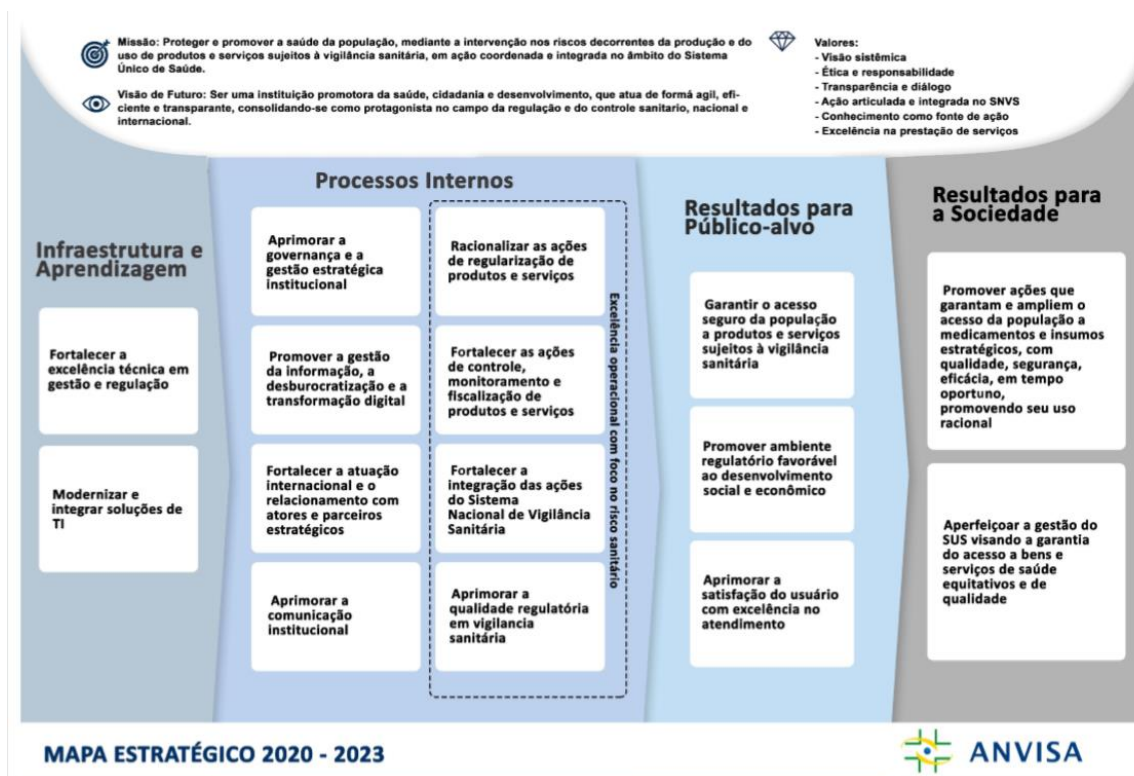 Missão: Proteger e promover a saúde da população, mediante a intervenção nos riscos decorrentes da produção e do
uso de produtos e serviços sujeitos à vigilância sanitária, em ação coordenada e integrada no âmbito do Sistema
Único de Saúde.
Visão de Futuro: Ser uma instituição promotora da saúde, cidadania e desenvolvimento, que atua de formá agil, efi-
ciente e transparante, consolidando-se como protagonista no campo da regulação e do controle sanitario, nacional e
internacional.
Valores:
- Visão sistêmica
- Ética e responsabilidade
- Transparência e diálogo
- Ação articulada e integrada no SNVS
- Conhecimento como fonte de ação
- Excelência na prestação de serviços
Infraestrutura e
Aprendizagem
Fortalecer a
excelência técnica em
gestão e regulação
Modernizar e
integrar soluções de
TI
Processos Internos
Aprimorar a
governança e a
gestão estratégica
institucional
Promover a gestão
da informação, a
desburocratização e a
transformação digital
Fortalecer a atuação
internacional e o
relacionamento com
atores e parceiros
estratégicos
Aprimorar a
comunicação
institucional
Racionalizar as ações
de regularização de
produtos e serviços
Fortalecer as ações
de controle,
monitoramento e
fiscalização de
produtos e serviços
Fortalecer a
integração das ações
do Sistema
Nacional de Vigilância
Sanitária
Aprimorar a
qualidade regulatória
em vigilancia
sanitária
Excelência operacional com foco no risco sanitário
Resultados para
Público-alvo
Garantir o acesso
seguro da população
a produtos e serviços
sujeitos à vigilância
sanitária
Promover ambiente
regulatório favorável
ao desenvolvimento
social e econômico
Aprimorar a
satisfação do usuário
com excelência no
atendimento
Resultados para
a Sociedade
Promover ações que
garantam e ampliem o
acesso da população a
medicamentos e insumos
estratégicos, com
qualidade, segurança,
eficácia, em tempo
oportuno,
promovendo seu uso
racional
Aperfeiçoar a gestão do
SUS visando a garantia
do acesso a bens e
serviços de saúde
equitativos e de
qualidade
MAPA ESTRATÉGICO 2020 - 2023
ANVISA